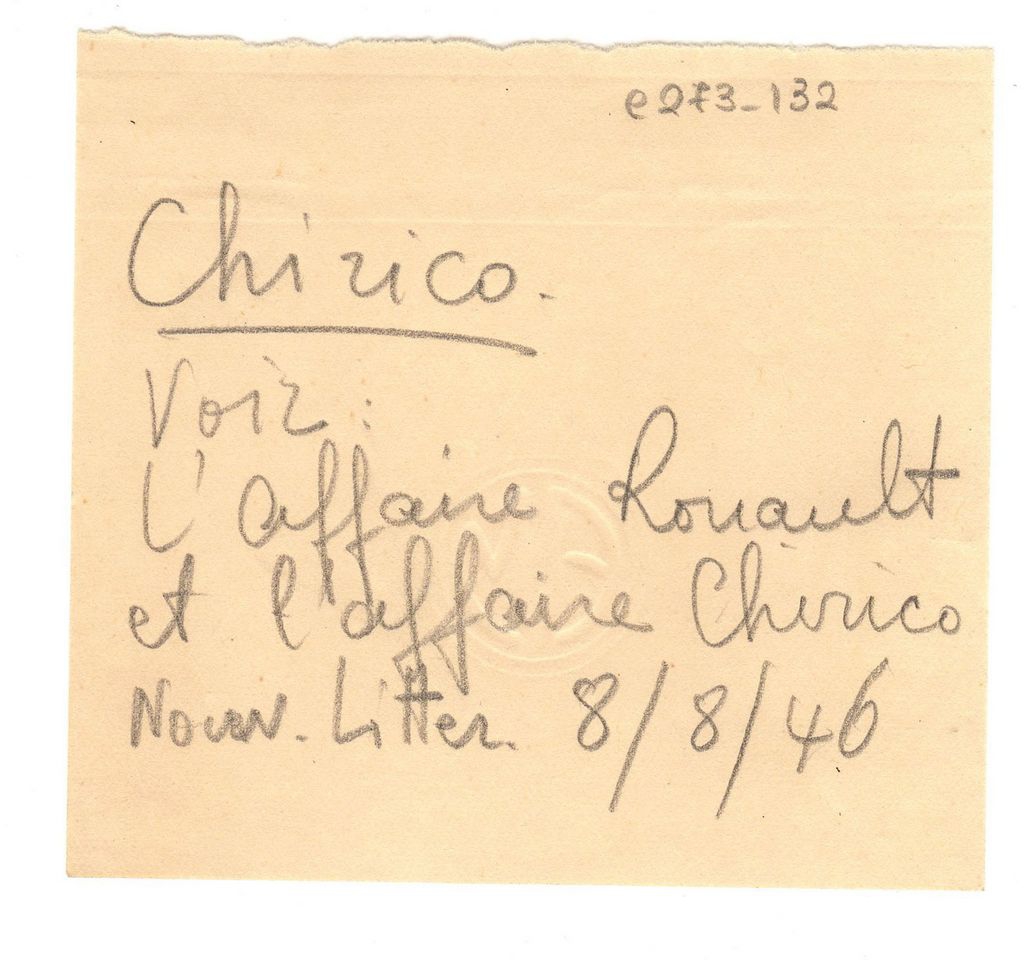 e273-132
Chirico.
Voir :
L'affaire Rouault
et l'affaire Chirico
Nouv. Litter. 8/8/46